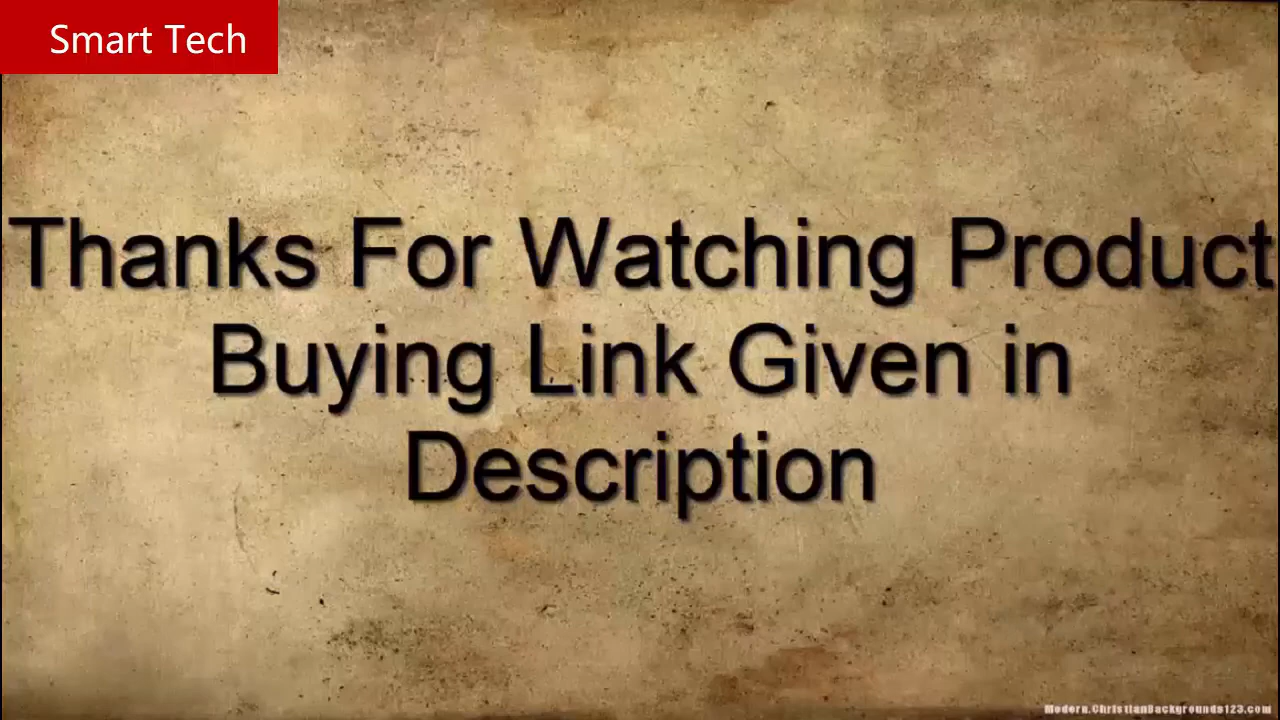 Smart Tech
Thanks For Watching Product
Buying Link Given in
Description
Modern.ChristianBackgrounds123.com